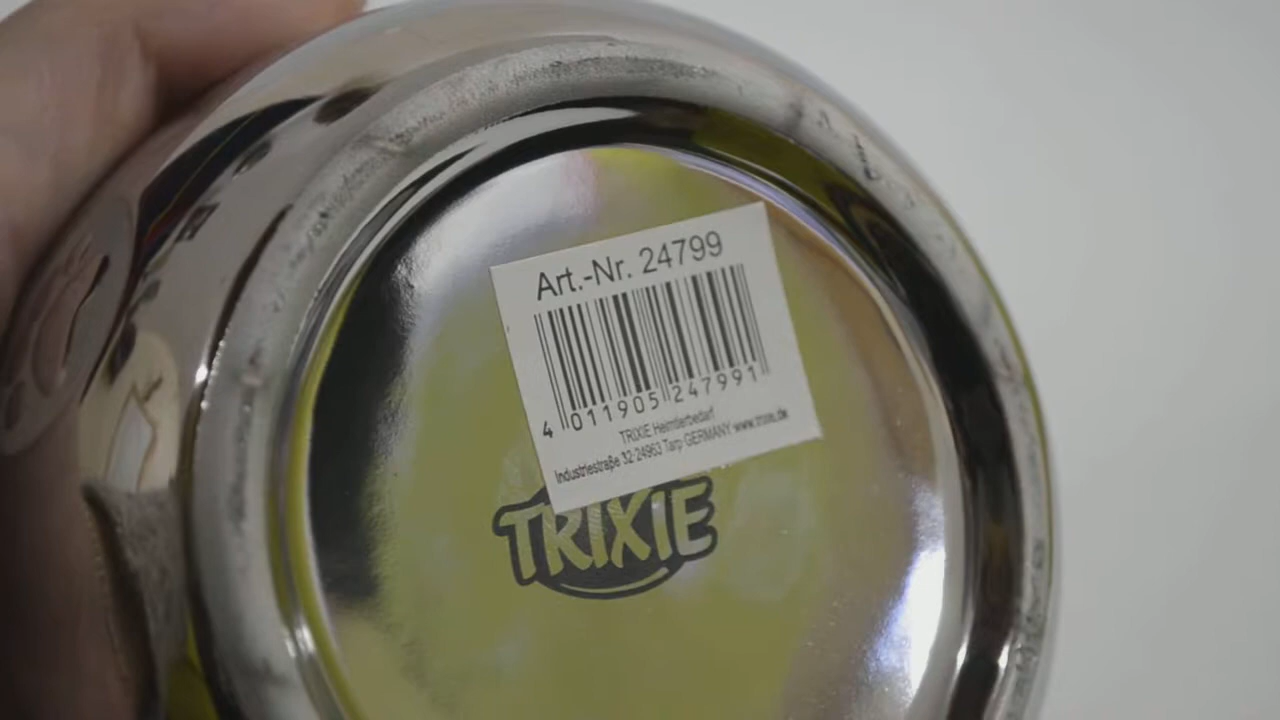 Art.-Nr. 24799
4 011905 247991
TRIXIE Heimtierbedarf
Industriestraße 32·24963 Tarp·GERMANY www.trixie.de
TRIXIE